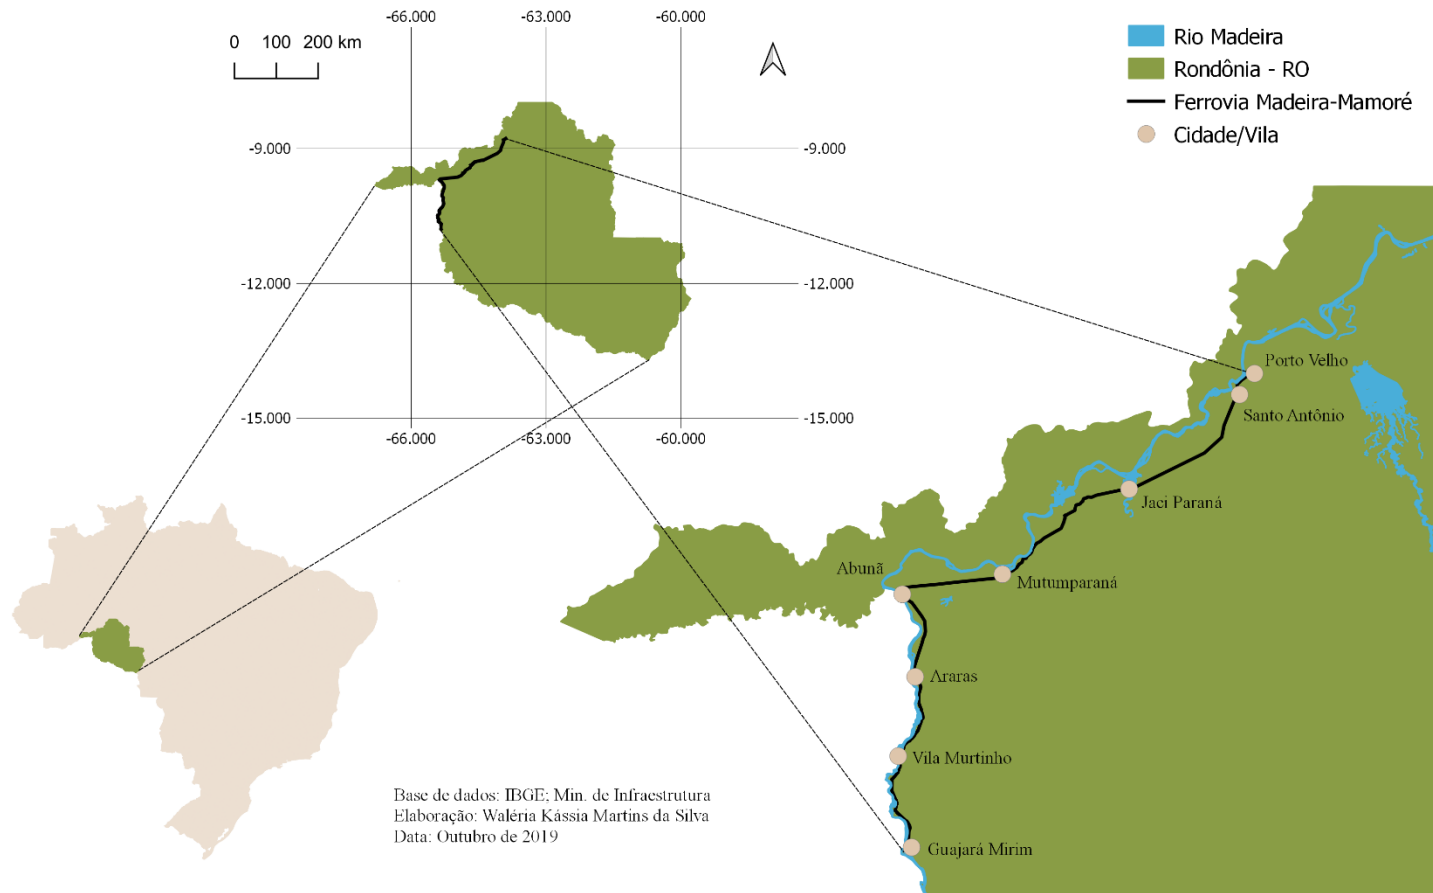 -66.000 -63.000 -60.000
0 100 200 km
Rio Madeira
Rondônia - RO
Ferrovia Madeira-Mamoré
Cidade/Vila
-9.000 -9.000
-12.000 -12.000
-15.000 -15.000
-66.000 -63.000 -60.000
Porto Velho
Santo Antônio
Jaci Paraná
Abunã
Mutumparaná
Araras
Vila Murtinho
Guajará Mirim
Base de dados: IBGE; Min. de Infraestrutura
Elaboração: Waléria Kássia Martins da Silva
Data: Outubro de 2019